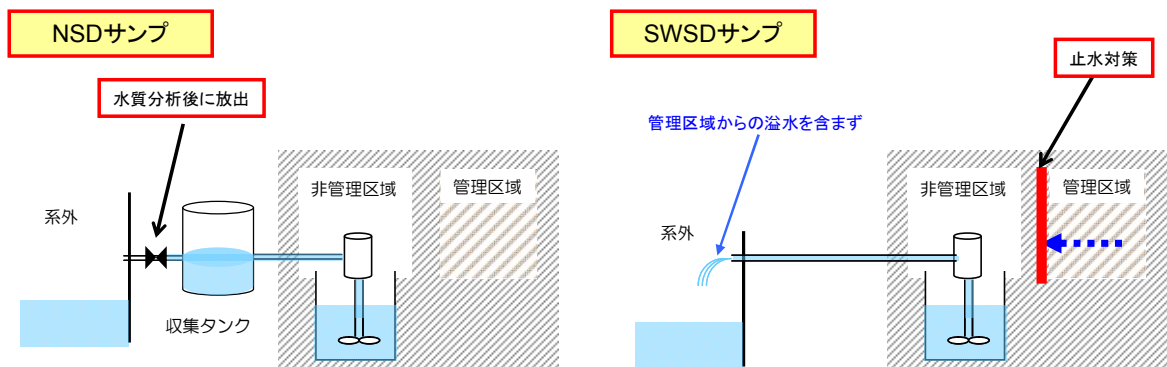 NSDサンプ
水質分析後に放出
非管理区域
管理区域
系外
収集タンク
SWSDサンプ
止水対策
管理区域からの溢水を含まず
非管理区域
管理区域
系外